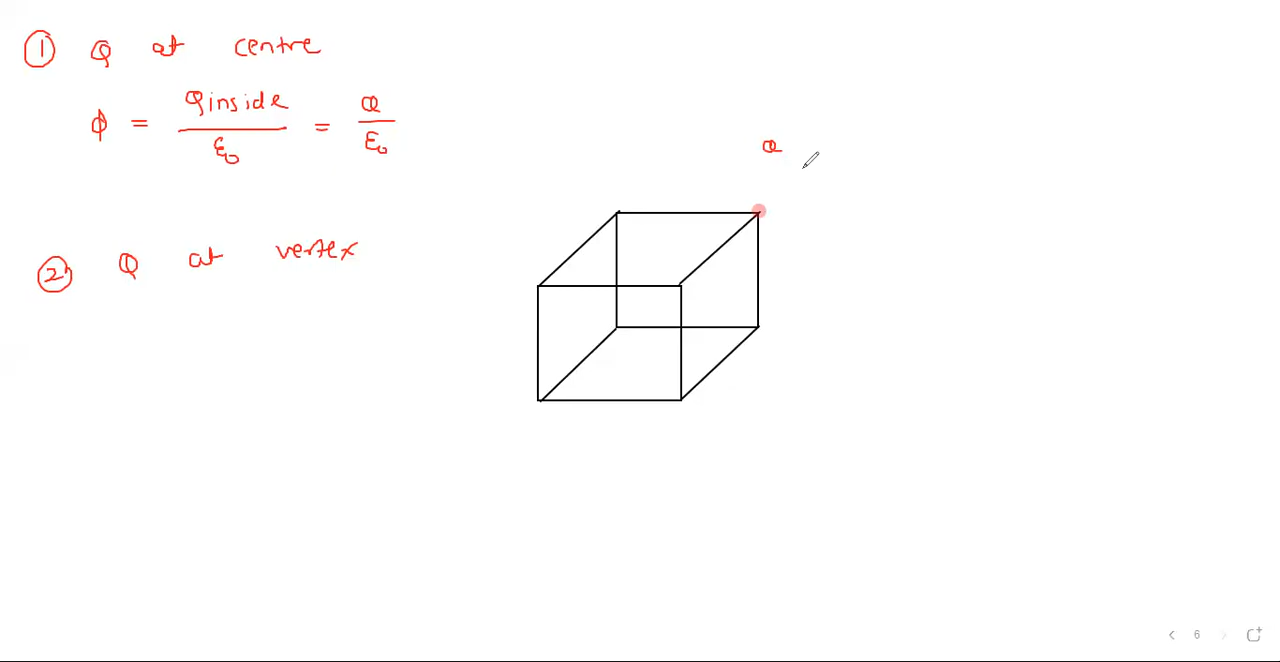 ① Q at centre
ϕ = qinside / ε0 = Q / ε0
Q
② Q at vertex
6